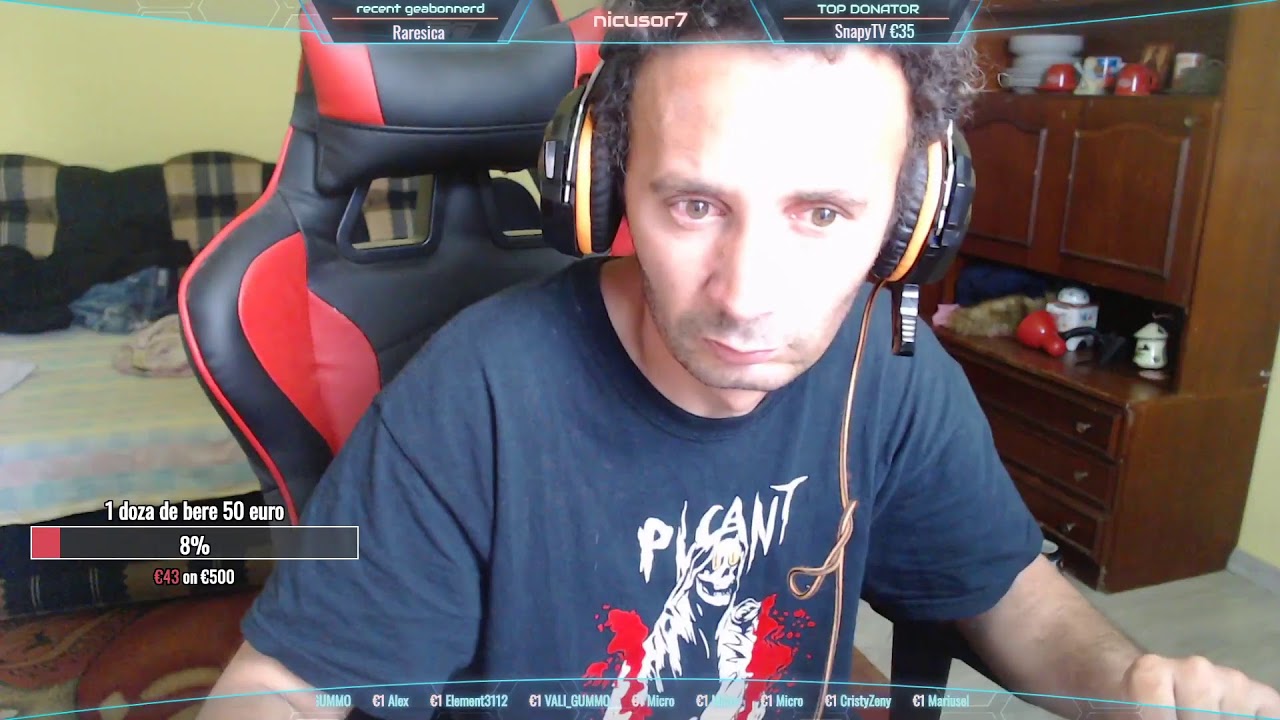 recent geabonnerd
Raresica
nicusor7
TOP DONATOR
SnapyTV €35
1 doza de bere 50 euro
8%
€43 on €500
PICANT
€1 Alex €1 Element3112 €1 VALI_GUMMO €1 Micro €1 €1 Micro €1 CristyZeny €1 Mariusel